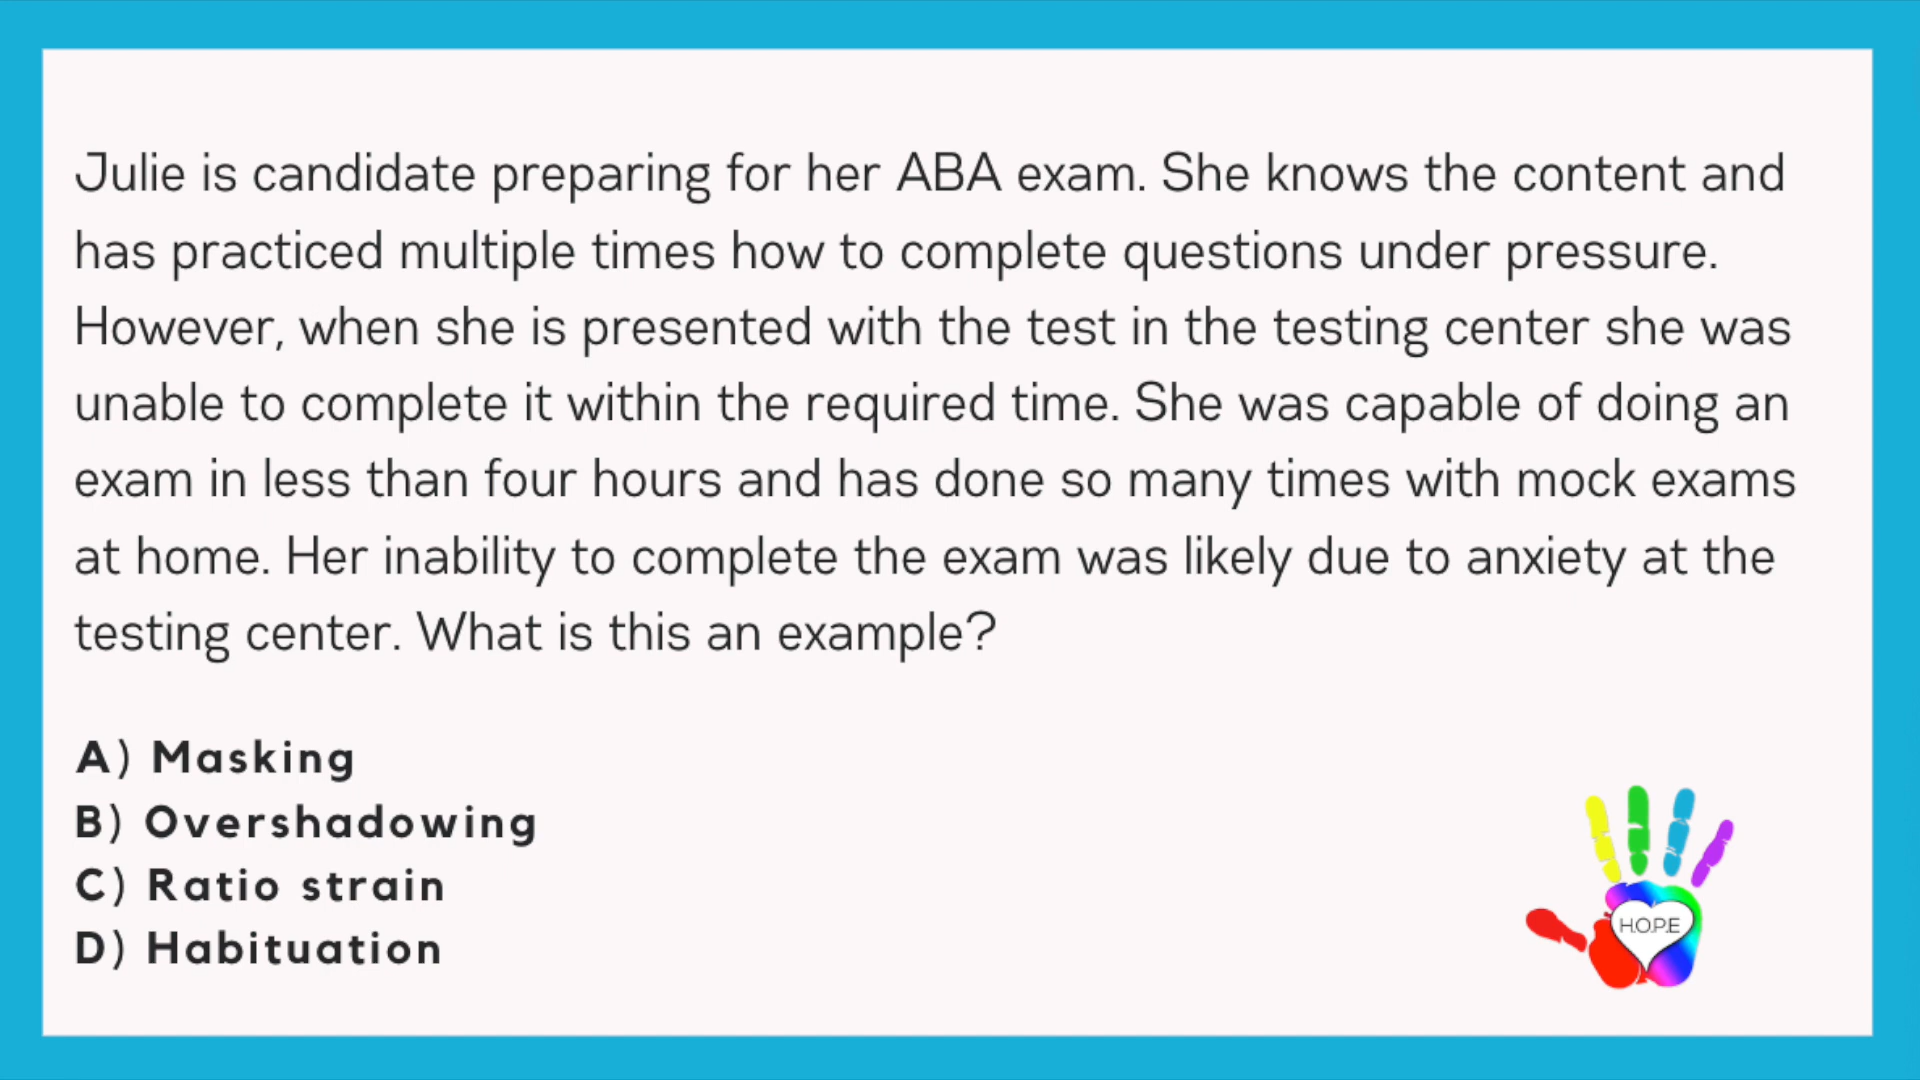 Julie is candidate preparing for her ABA exam. She knows the content and
has practiced multiple times how to complete questions under pressure.
However, when she is presented with the test in the testing center she was
unable to complete it within the required time. She was capable of doing an
exam in less than four hours and has done so many times with mock exams
at home. Her inability to complete the exam was likely due to anxiety at the
testing center. What is this an example?
A) Masking
B) Overshadowing
C) Ratio strain
D) Habituation
H.O.P.E